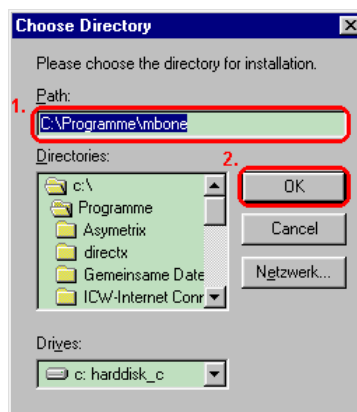 Choose Directory
Please choose the directory for installation.
1.
Path:
C:\Programme\mbone
Directories:
2.
c:\
OK
Programme
Asymetrix
Cancel
directx
Gemeinsame Date
Netzwerk...
ICW-Internet Conr
Drives:
c: harddisk_c